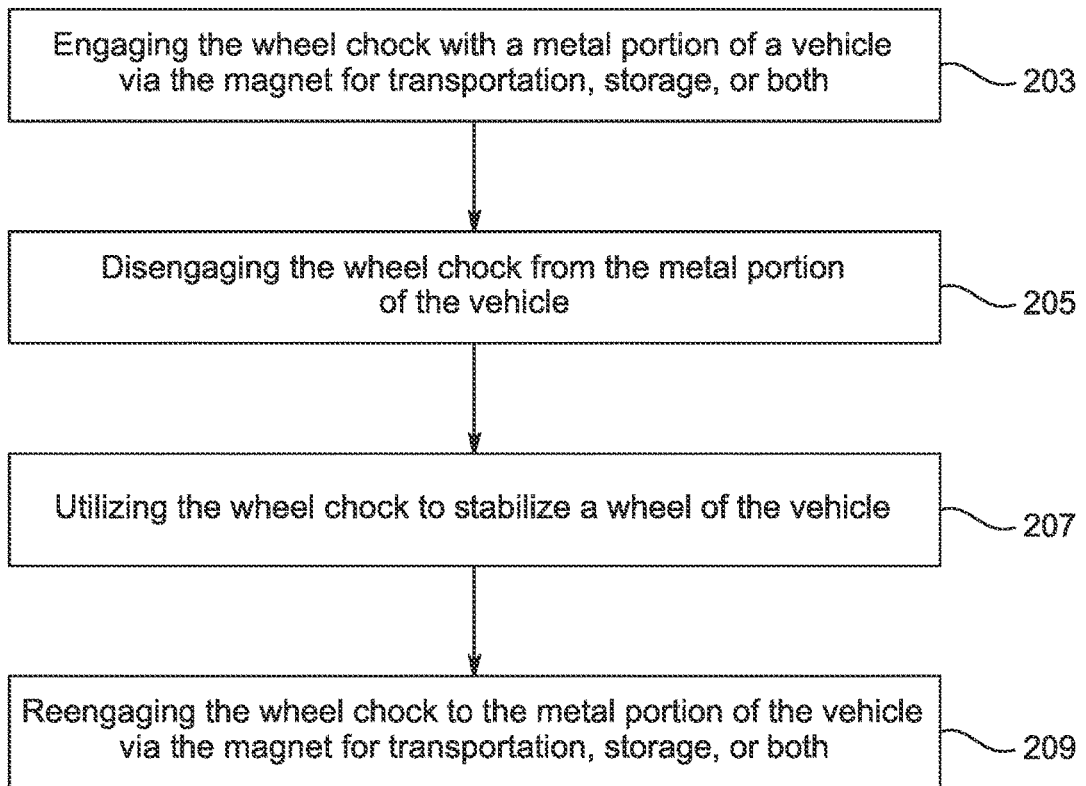 Engaging the wheel chock with a metal portion of a vehicle
via the magnet for transportation, storage, or both
203
Disengaging the wheel chock from the metal portion
of the vehicle
205
Utilizing the wheel chock to stabilize a wheel of the vehicle
207
Reengaging the wheel chock to the metal portion of the vehicle
via the magnet for transportation, storage, or both
209